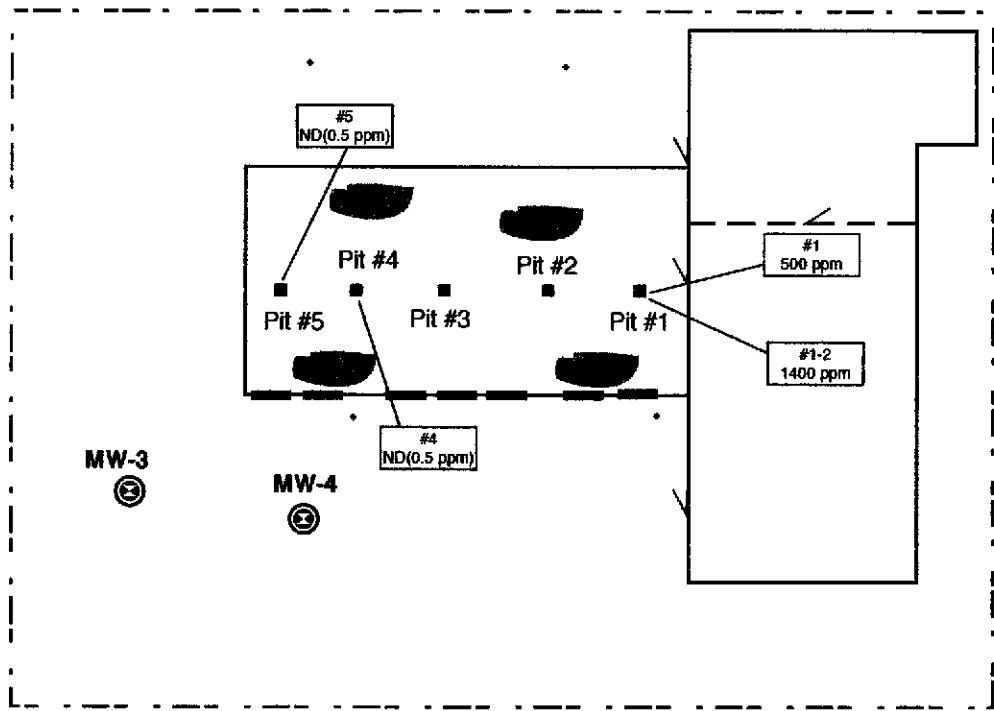 #5
ND(0.5 ppm)
Pit #4
Pit #2
#1
500 ppm
Pit #5
Pit #3
Pit #1
#1-2
1400 ppm
#4
ND(0.5 ppm)
MW-3
MW-4